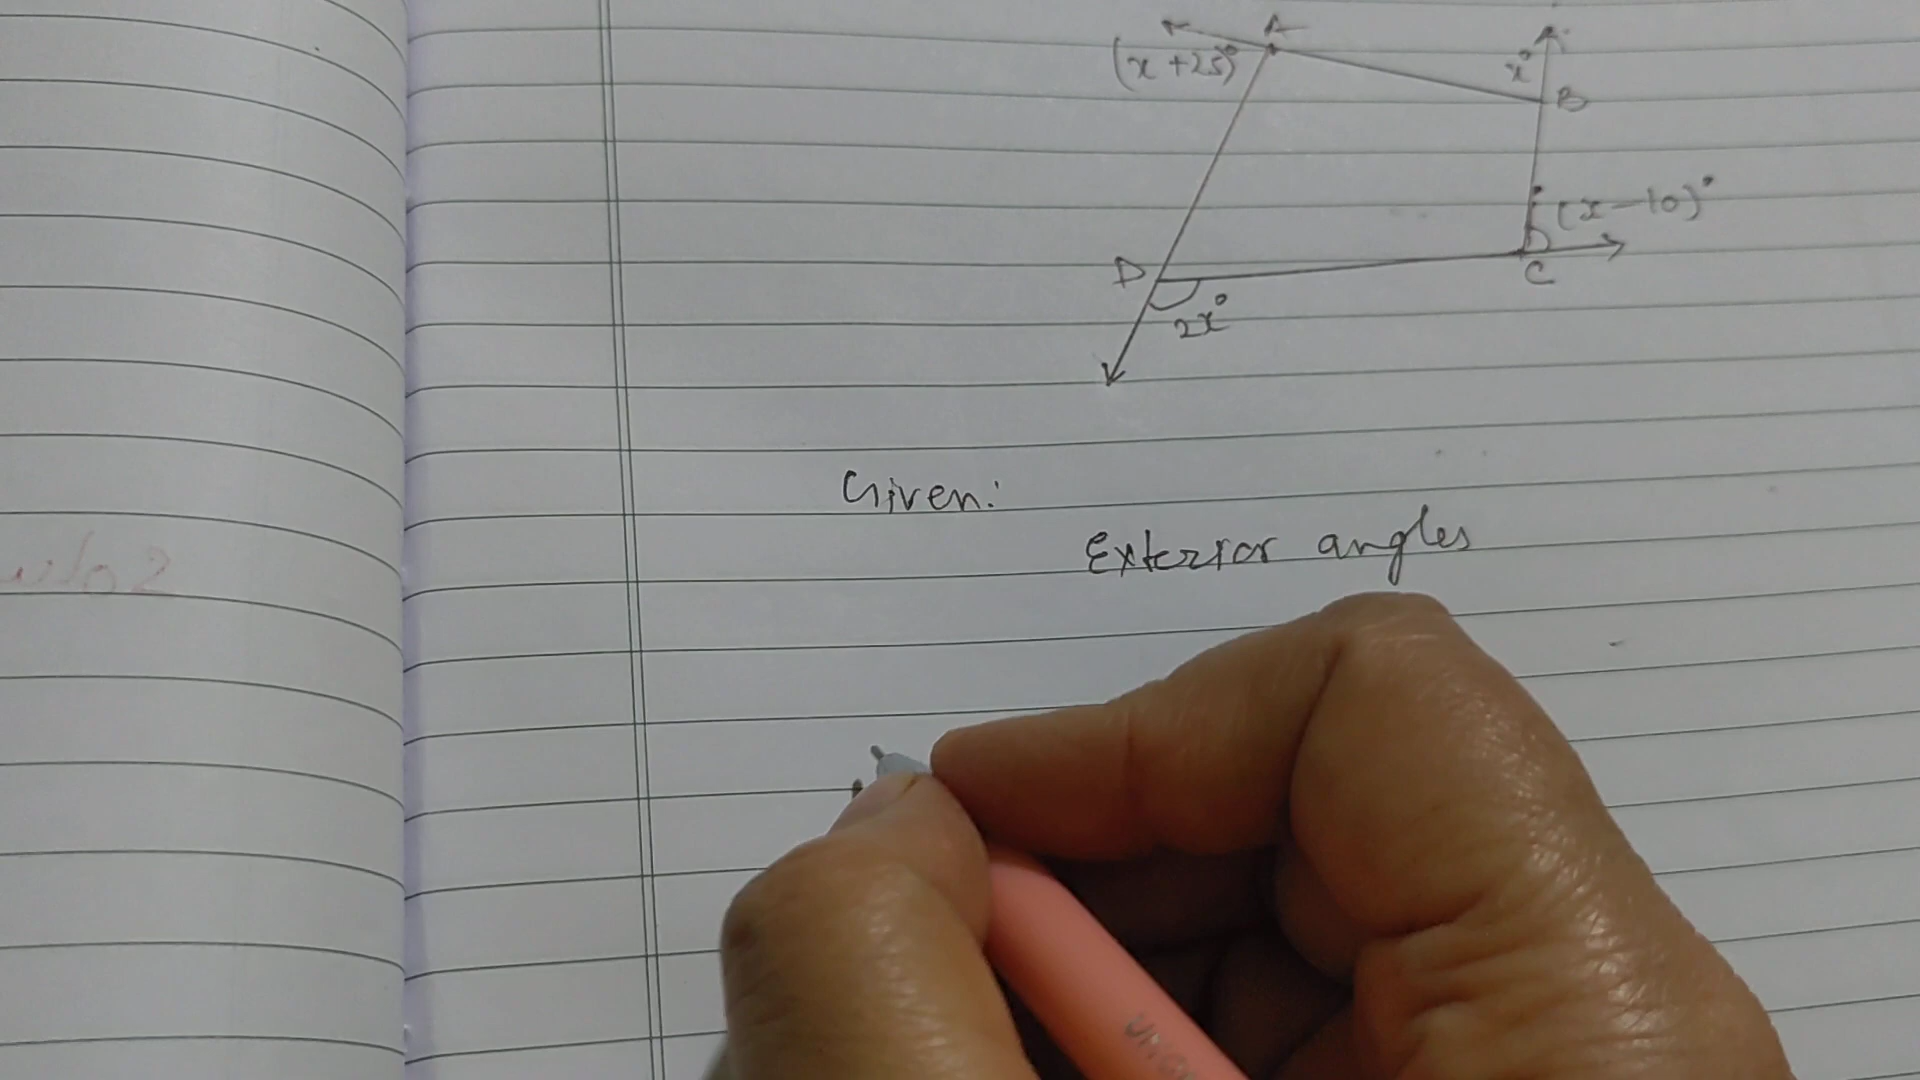 A
(x+25)°
x°
B
(x-10)°
D
C
2x°
Given:
Exterior angles